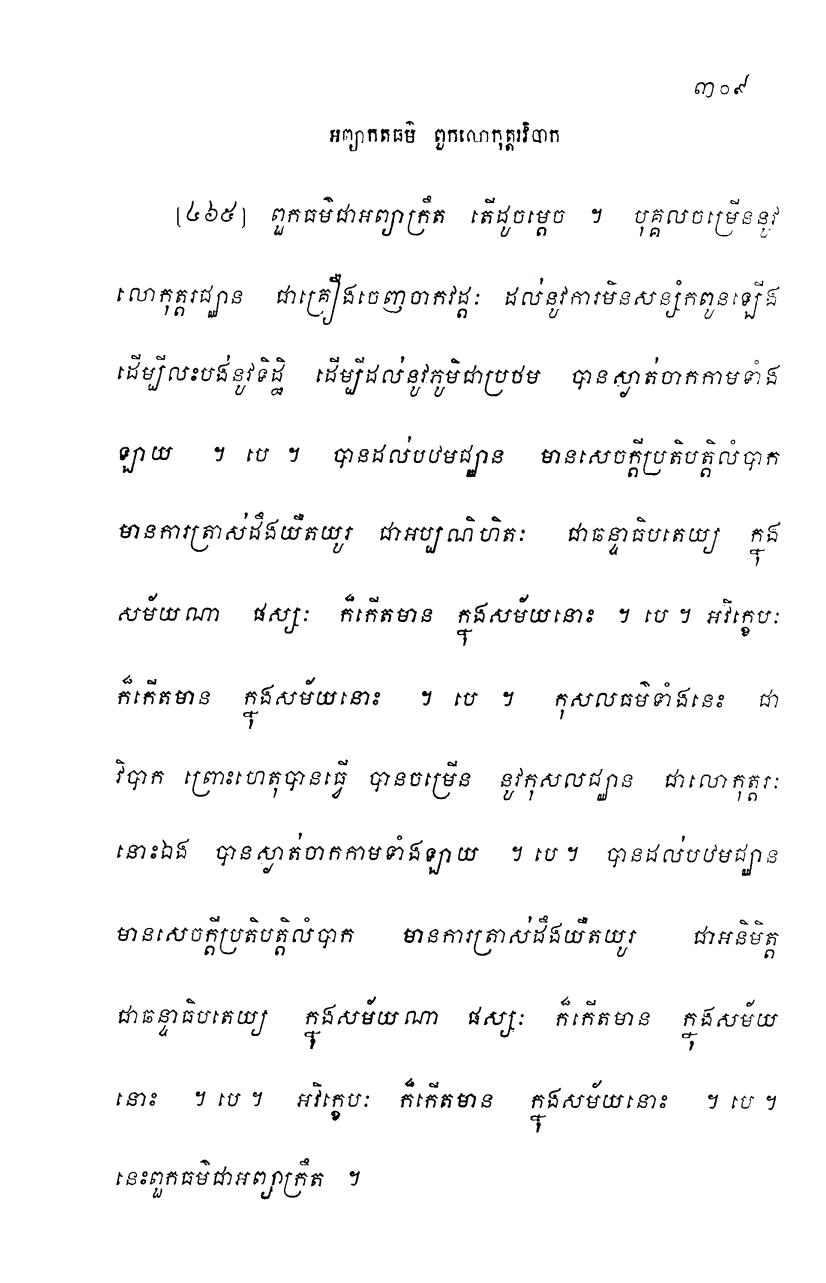 ៣០៩
អព្យាកតធម៌ ពួកលោកុត្តរវិបាក
[៤៦៥] ពួកធម៌ជាអព្យាក្រឹត តើដូចម្តេច ។ បុគ្គលចម្រើននូវ
លោកុត្តរជ្ឈាន ជាគ្រឿងចេញចាកវដ្តៈ ដល់នូវការមិនសន្សំកពូនឡើង
ដើម្បីលះបង់នូវទិដ្ឋិ ដើម្បីដល់នូវភូមិជាប្រថម បានស្ងាត់ចាកកាមទាំង
ឡាយ ។ បេ ។ បានដល់បឋមជ្ឈាន មានសេចក្តីប្រតិបត្តិលំបាក
មានការត្រាស់ដឹងយឺតយូរ ជាអប្បណិហិតៈ ជាឆន្ទាធិបតេយ្យ ក្នុង
សម័យណា ផស្សៈ ក៏កើតមាន ក្នុងសម័យនោះ ។ បេ ។ អវិក្ខេបៈ
ក៏កើតមាន ក្នុងសម័យនោះ ។ បេ ។ កុសលធម៌ទាំងនេះ ជា
វិបាក ព្រោះហេតុបានធ្វើ បានចម្រើន នូវកុសលជ្ឈាន ជាលោកុត្តរៈ
នោះឯង បានស្ងាត់ចាកកាមទាំងឡាយ ។ បេ ។ បានដល់បឋមជ្ឈាន
មានសេចក្តីប្រតិបត្តិលំបាក មានការត្រាស់ដឹងយឺតយូរ ជាអនិមិត្ត
ជាឆន្ទាធិបតេយ្យ ក្នុងសម័យណា ផស្សៈ ក៏កើតមាន ក្នុងសម័យ
នោះ ។ បេ ។ អវិក្ខេបៈ ក៏កើតមាន ក្នុងសម័យនោះ ។ បេ ។
នេះពួកធម៌ជាអព្យាក្រឹត ។